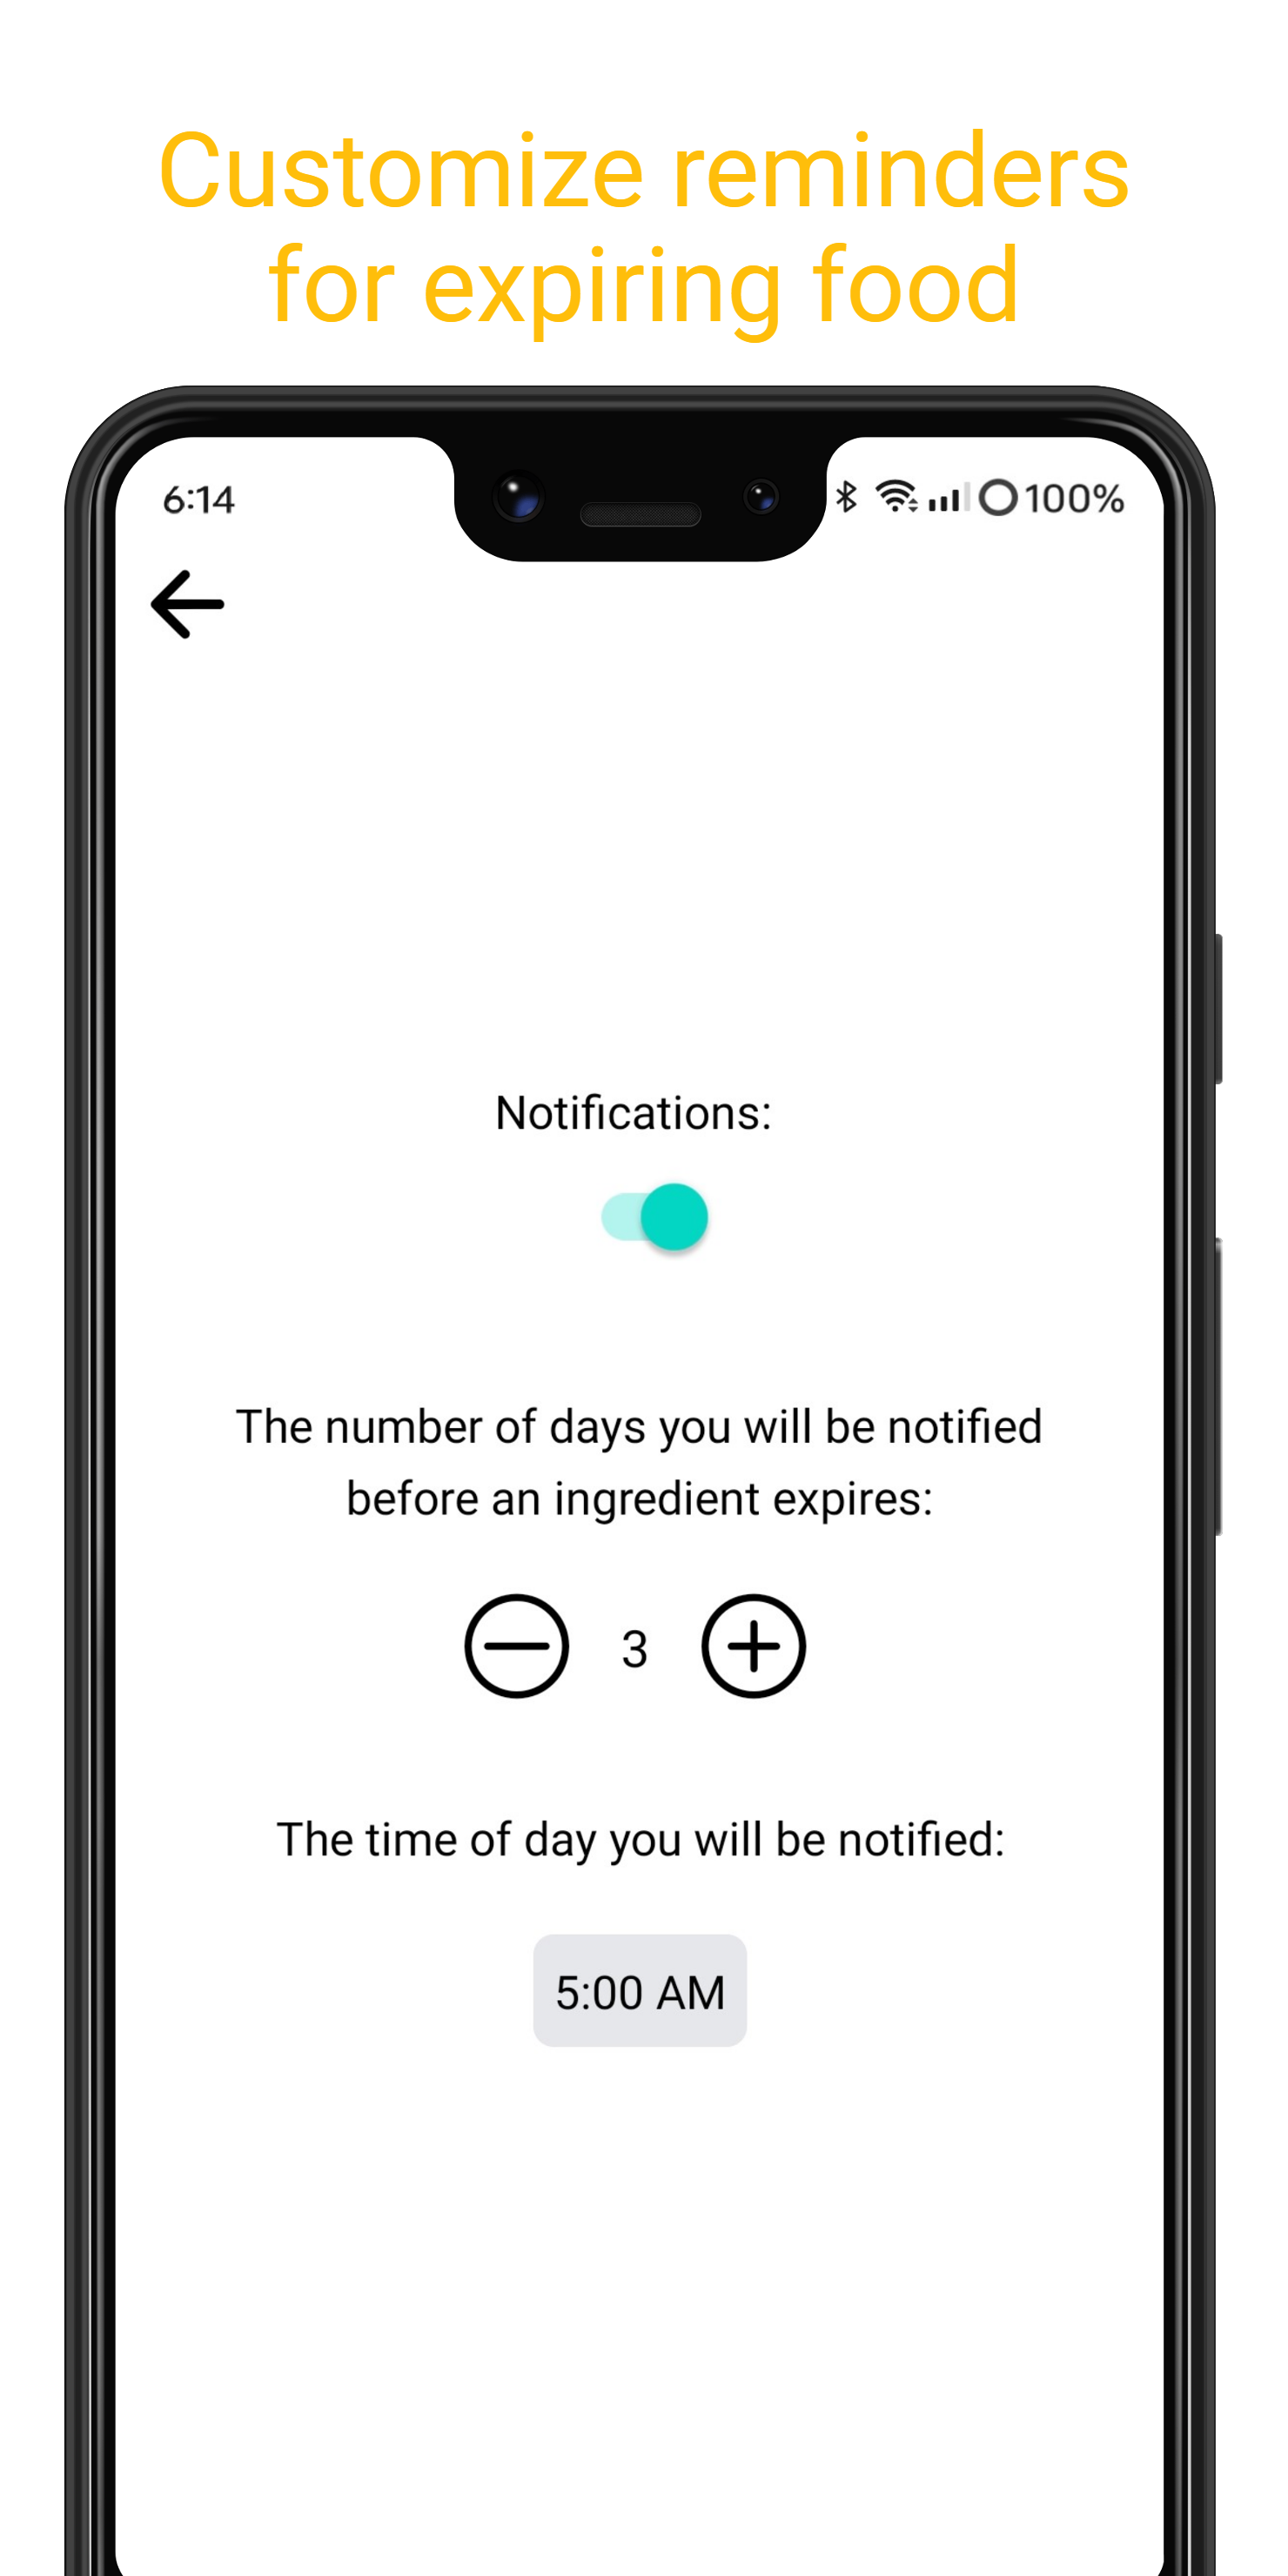 Customize reminders
for expiring food
6:14
100%
Notifications:
The number of days you will be notified
before an ingredient expires:
3
The time of day you will be notified:
5:00 AM